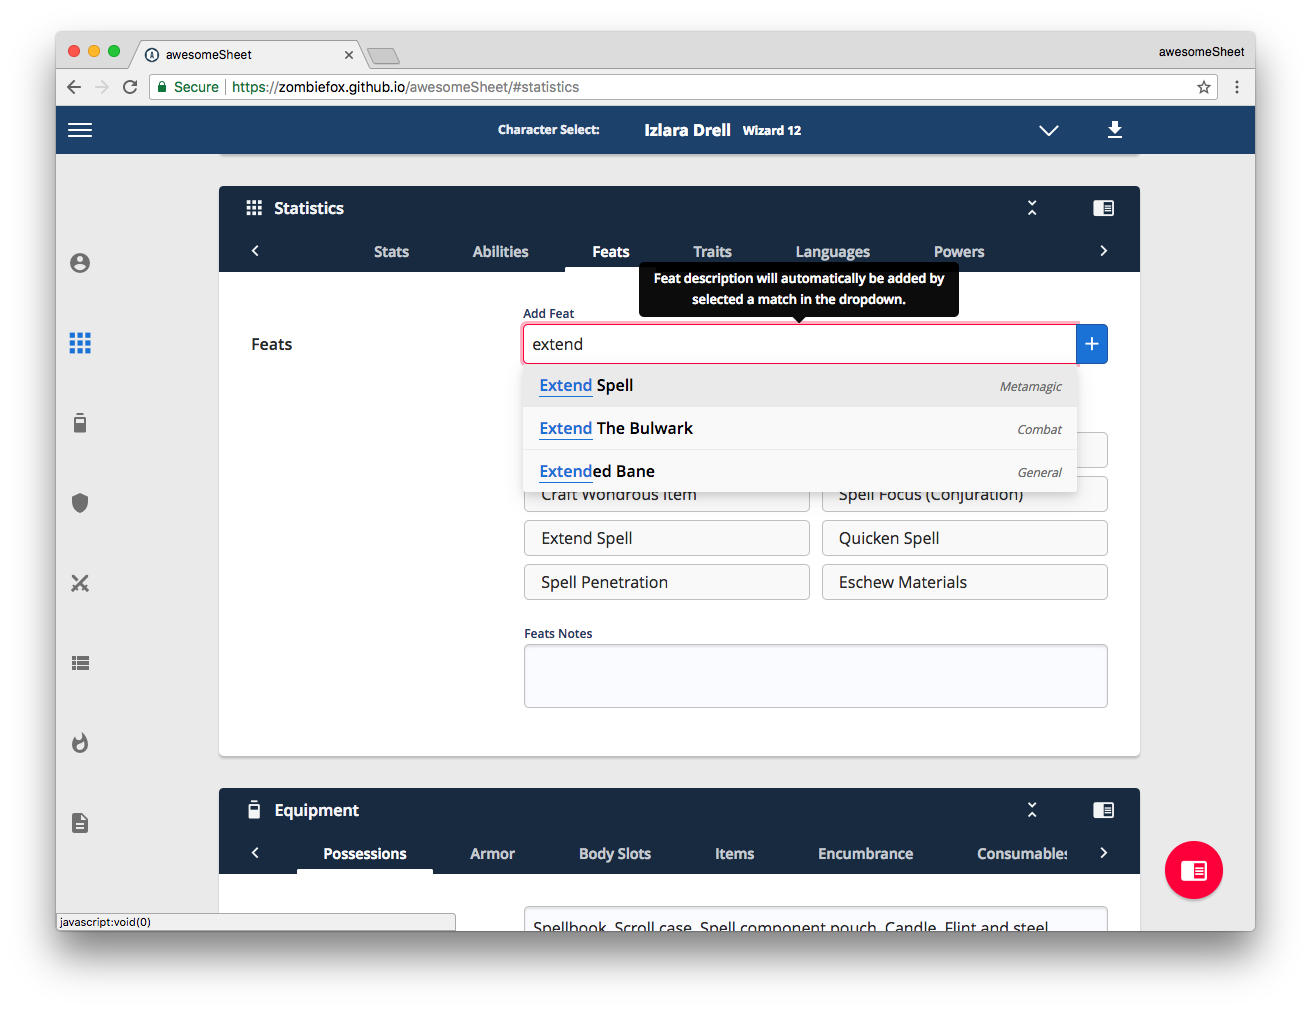 awesomeSheet
awesomeSheet
Secure
https://zombiefox.github.io/awesomeSheet/#statistics
Character Select:
Izlara Drell Wizard 12
Statistics
Stats
Abilities
Feats
Traits
Languages
Powers
Feat description will automatically be added by
selected a match in the dropdown.
Add Feat
Feats
extend
Extend Spell
Metamagic
Extend The Bulwark
Combat
Extended Bane
General
Craft Wondrous Item
Spell Focus (Conjuration)
Extend Spell
Quicken Spell
Spell Penetration
Eschew Materials
Feats Notes
Equipment
Possessions
Armor
Body Slots
Items
Encumbrance
Consumables
Spellbook, Scroll case, Spell component pouch, Candle, Flint and steel
javascript:void(0)